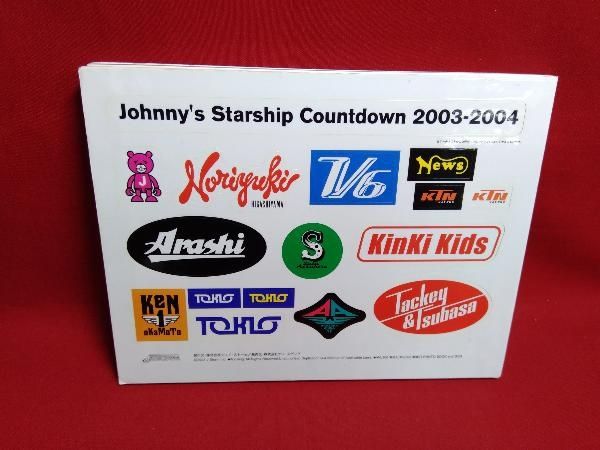 Johnny's Starship Countdown 2003-2004
J
Noriyuki
HIGASHIYAMA
V6
News
KTN
KTN
Arashi
S
KinKi Kids
KEN
1
OKAMOTO
TOKIO
TOKIO
TOKIO
Tackey
& Tsubasa